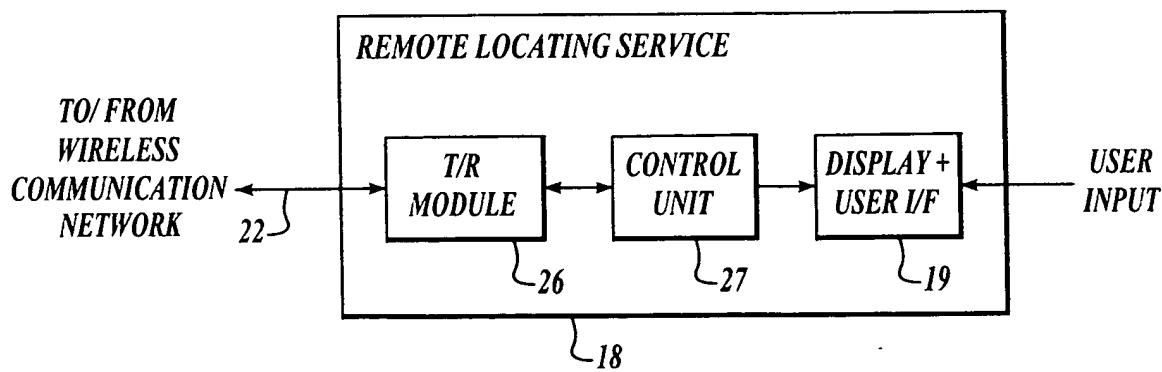 REMOTE LOCATING SERVICE
TO/ FROM
WIRELESS
COMMUNICATION
NETWORK
22
T/R
MODULE
26
CONTROL
UNIT
27
DISPLAY +
USER I/F
19
USER
INPUT
18